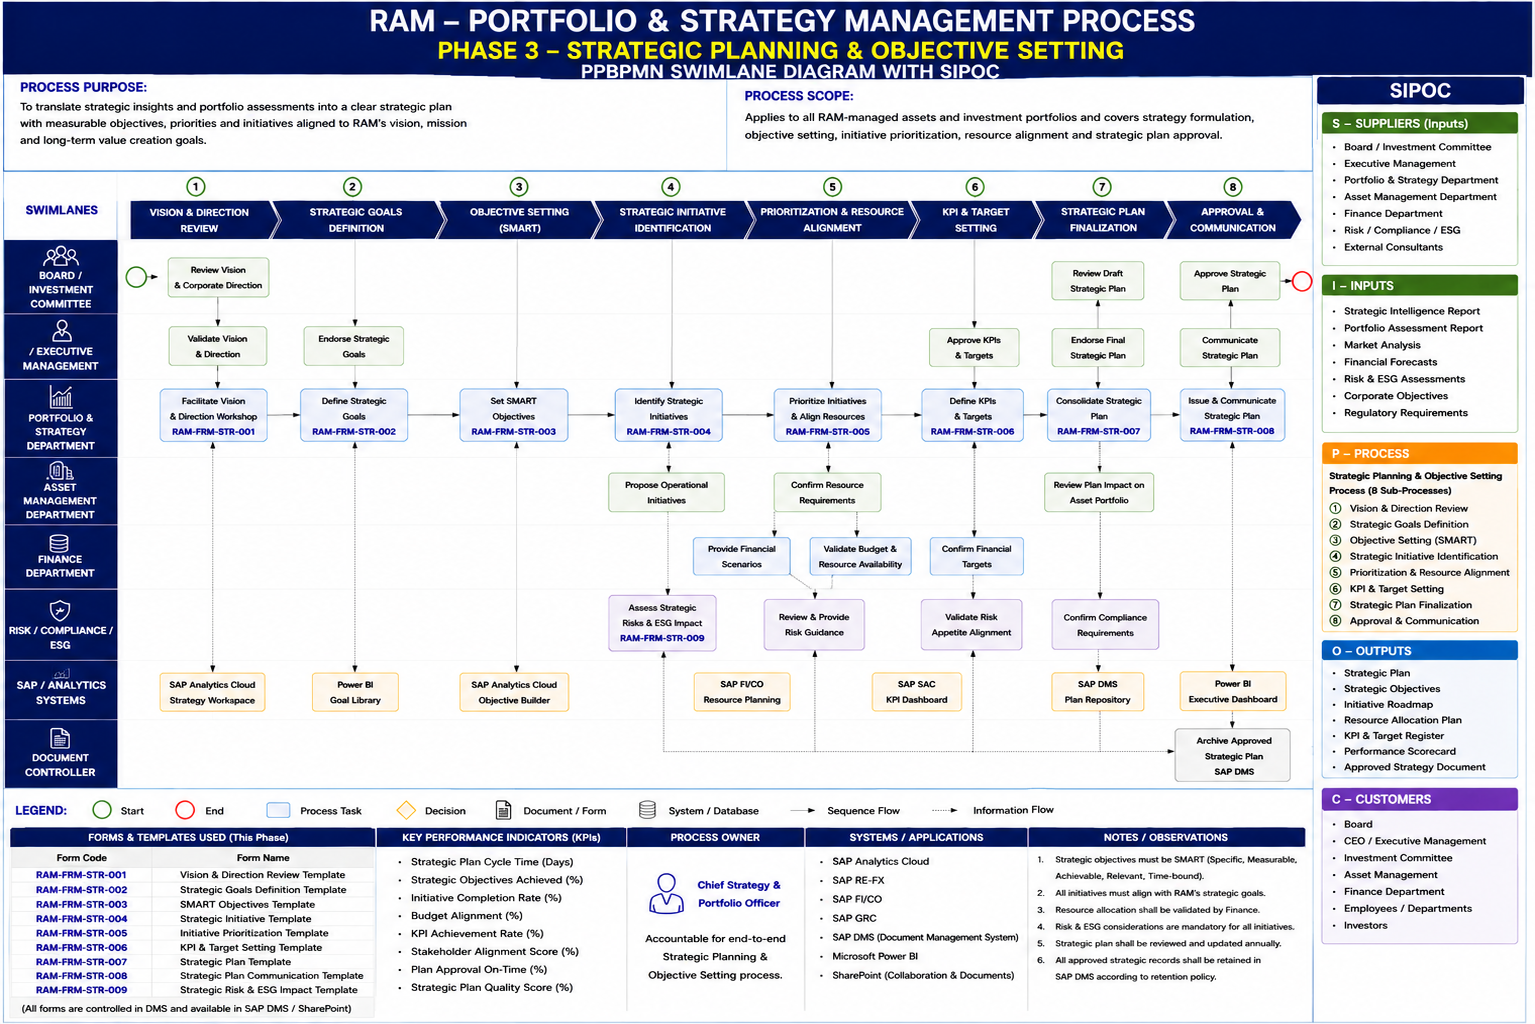 RAM – PORTFOLIO & STRATEGY MANAGEMENT PROCESS
PHASE 3 – STRATEGIC PLANNING & OBJECTIVE SETTING
PPBPMN SWIMLANE DIAGRAM WITH SIPOC
PROCESS PURPOSE:
To translate strategic insights and portfolio assessments into a clear strategic plan
with measurable objectives, priorities and initiatives aligned to RAM's vision, mission
and long-term value creation goals.
PROCESS SCOPE:
Applies to all RAM-managed assets and investment portfolios and covers strategy formulation,
objective setting, initiative prioritization, resource alignment and strategic plan approval.
SWIMLANES
1
VISION & DIRECTION
REVIEW
2
STRATEGIC GOALS
DEFINITION
3
OBJECTIVE SETTING
(SMART)
4
STRATEGIC INITIATIVE
IDENTIFICATION
5
PRIORITIZATION & RESOURCE
ALIGNMENT
6
KPI & TARGET
SETTING
7
STRATEGIC PLAN
FINALIZATION
8
APPROVAL &
COMMUNICATION
BOARD /
INVESTMENT
COMMITTEE
Review Vision
& Corporate Direction
Review Draft
Strategic Plan
Approve Strategic
Plan
/ EXECUTIVE
MANAGEMENT
Validate Vision
& Direction
Endorse Strategic
Goals
Approve KPIs
& Targets
Endorse Final
Strategic Plan
Communicate
Strategic Plan
PORTFOLIO &
STRATEGY
DEPARTMENT
Facilitate Vision
& Direction Workshop
RAM-FRM-STR-001
Define Strategic
Goals
RAM-FRM-STR-002
Set SMART
Objectives
RAM-FRM-STR-003
Identify Strategic
Initiatives
RAM-FRM-STR-004
Prioritize Initiatives
& Align Resources
RAM-FRM-STR-005
Define KPIs
& Targets
RAM-FRM-STR-006
Consolidate Strategic
Plan
RAM-FRM-STR-007
Issue & Communicate
Strategic Plan
RAM-FRM-STR-008
ASSET
MANAGEMENT
DEPARTMENT
Propose Operational
Initiatives
Confirm Resource
Requirements
Review Plan Impact on
Asset Portfolio
FINANCE
DEPARTMENT
Provide Financial
Scenarios
Validate Budget &
Resource Availability
Confirm Financial
Targets
RISK / COMPLIANCE /
ESG
Assess Strategic
Risks & ESG Impact
RAM-FRM-STR-009
Review & Provide
Risk Guidance
Validate Risk
Appetite Alignment
Confirm Compliance
Requirements
SAP / ANALYTICS
SYSTEMS
SAP Analytics Cloud
Strategy Workspace
Power BI
Goal Library
SAP Analytics Cloud
Objective Builder
SAP FI/CO
Resource Planning
SAP SAC
KPI Dashboard
SAP DMS
Plan Repository
Power BI
Executive Dashboard
DOCUMENT
CONTROLLER
Archive Approved
Strategic Plan
SAP DMS
LEGEND:
Start
End
Process Task
Decision
Document / Form
System / Database
Sequence Flow
Information Flow
FORMS & TEMPLATES USED (This Phase)
Form Code Form Name
RAM-FRM-STR-001 Vision & Direction Review Template
RAM-FRM-STR-002 Strategic Goals Definition Template
RAM-FRM-STR-003 SMART Objectives Template
RAM-FRM-STR-004 Strategic Initiative Template
RAM-FRM-STR-005 Initiative Prioritization Template
RAM-FRM-STR-006 KPI & Target Setting Template
RAM-FRM-STR-007 Strategic Plan Template
RAM-FRM-STR-008 Strategic Plan Communication Template
RAM-FRM-STR-009 Strategic Risk & ESG Impact Template
(All forms are controlled in DMS and available in SAP DMS / SharePoint)
KEY PERFORMANCE INDICATORS (KPIs)
• Strategic Plan Cycle Time (Days)
• Strategic Objectives Achieved (%)
• Initiative Completion Rate (%)
• Budget Alignment (%)
• KPI Achievement Rate (%)
• Stakeholder Alignment Score (%)
• Plan Approval On-Time (%)
• Strategic Plan Quality Score (%)
PROCESS OWNER
Chief Strategy &
Portfolio Officer
Accountable for end-to-end
Strategic Planning &
Objective Setting process.
SYSTEMS / APPLICATIONS
• SAP Analytics Cloud
• SAP RE-FX
• SAP FI/CO
• SAP GRC
• SAP DMS (Document Management System)
• Microsoft Power BI
• SharePoint (Collaboration & Documents)
NOTES / OBSERVATIONS
1. Strategic objectives must be SMART (Specific, Measurable,
Achievable, Relevant, Time-bound).
2. All initiatives must align with RAM's strategic goals.
3. Resource allocation shall be validated by Finance.
4. Risk & ESG considerations are mandatory for all initiatives.
5. Strategic plan shall be reviewed and updated annually.
6. All approved strategic records shall be retained in
SAP DMS according to retention policy.
SIPOC
S – SUPPLIERS (Inputs)
• Board / Investment Committee
• Executive Management
• Portfolio & Strategy Department
• Asset Management Department
• Finance Department
• Risk / Compliance / ESG
• External Consultants
I – INPUTS
• Strategic Intelligence Report
• Portfolio Assessment Report
• Market Analysis
• Financial Forecasts
• Risk & ESG Assessments
• Corporate Objectives
• Regulatory Requirements
P – PROCESS
Strategic Planning & Objective Setting
Process (8 Sub-Processes)
1 Vision & Direction Review
2 Strategic Goals Definition
3 Objective Setting (SMART)
4 Strategic Initiative Identification
5 Prioritization & Resource Alignment
6 KPI & Target Setting
7 Strategic Plan Finalization
8 Approval & Communication
O – OUTPUTS
• Strategic Plan
• Strategic Objectives
• Initiative Roadmap
• Resource Allocation Plan
• KPI & Target Register
• Performance Scorecard
• Approved Strategy Document
C – CUSTOMERS
• Board
• CEO / Executive Management
• Investment Committee
• Asset Management
• Finance Department
• Employees / Departments
• Investors